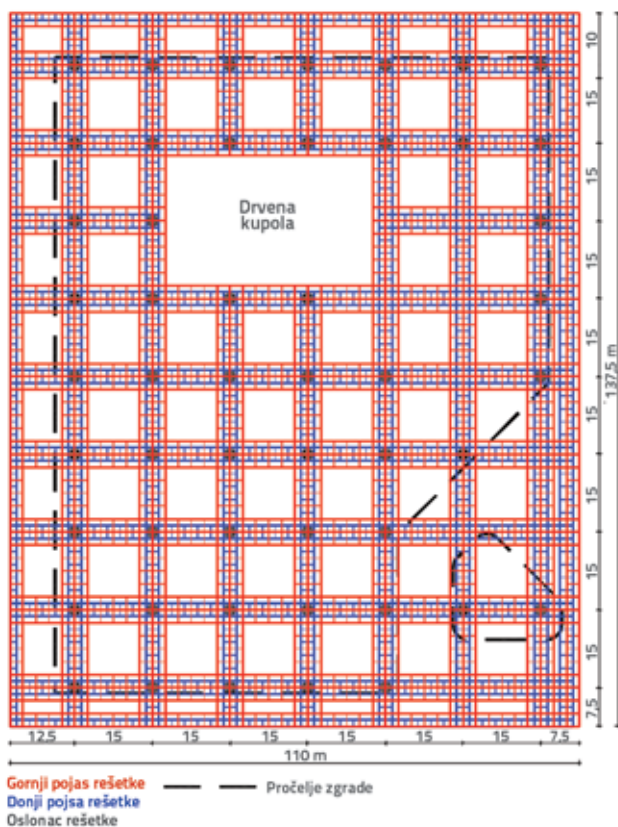 10
15
15
Drvena
kupola
15
15
15
15
15
15
7,5
137,5 m
12,5 15 15 15 15 15 15 7,5
110 m
Gornji pojas rešetke
Pročelje zgrade
Donji pojsa rešetke
Oslonac rešetke